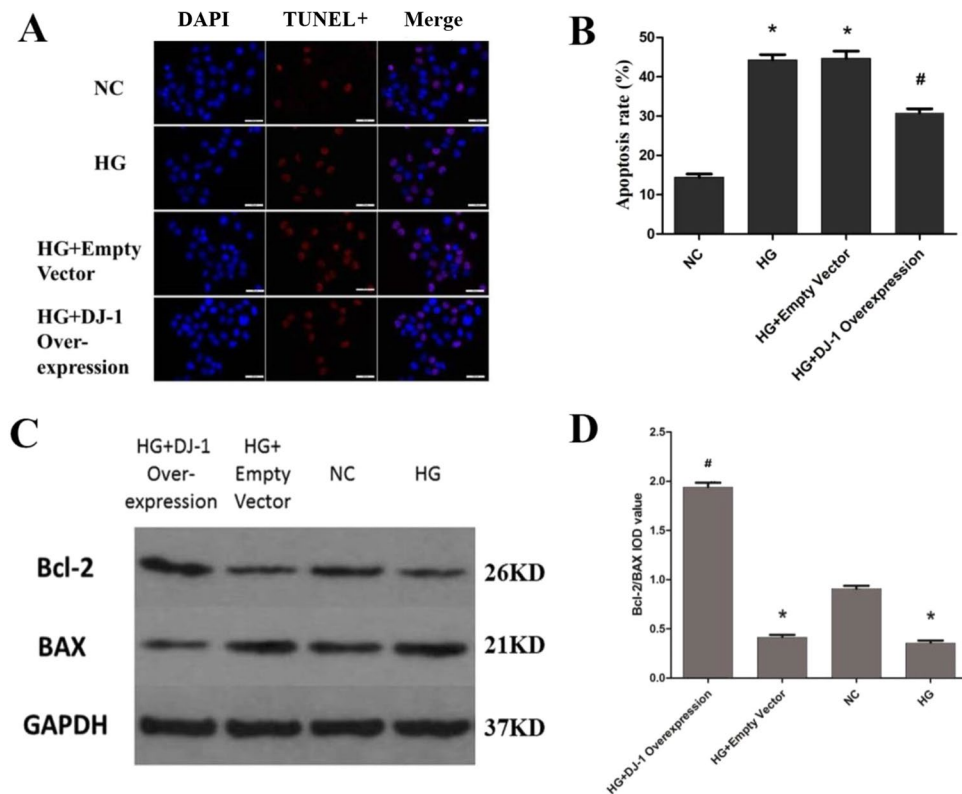 A
DAPI TUNEL+ Merge
NC
HG
HG+Empty
Vector
HG+DJ-1
Over-
expression
B
Apoptosis rate (%)
50
40
30
20
10
0
* * #
NC
HG
HG+Empty Vector
HG+DJ-1 Overexpression
C
HG+DJ-1
Over-
expression
HG+
Empty
Vector
NC
HG
Bcl-2 26KD
BAX 21KD
GAPDH 37KD
D
Bcl-2/BAX IOD value
2.5
2.0
1.5
1.0
0.5
0.0
# * *
HG+DJ-1 Overexpression
HG+Empty Vector
NC
HG